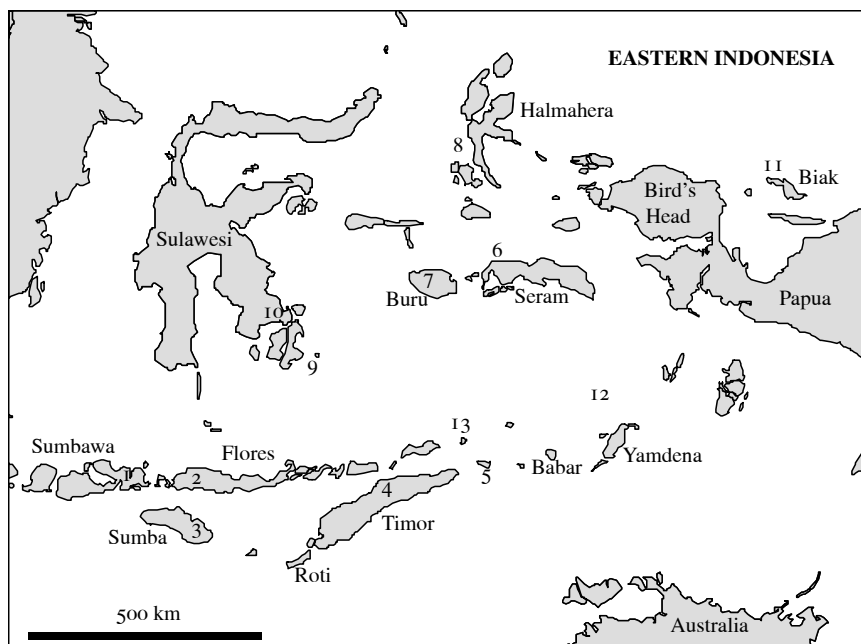 EASTERN INDONESIA
Halmahera
8
11
Biak
Bird's
Head
Sulawesi
6
7
Buru
Seram
Papua
10
9
12
13
Sumbawa
Flores
1
2
4
5
Babar
Yamdena
3
Sumba
Timor
Roti
500 km
Australia